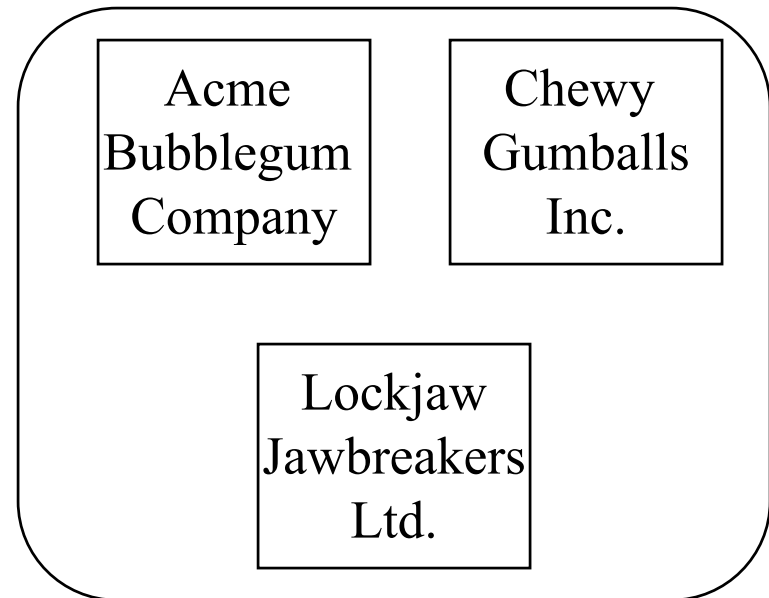 Acme
Bubblegum
Company
Chewy
Gumballs
Inc.
Lockjaw
Jawbreakers
Ltd.